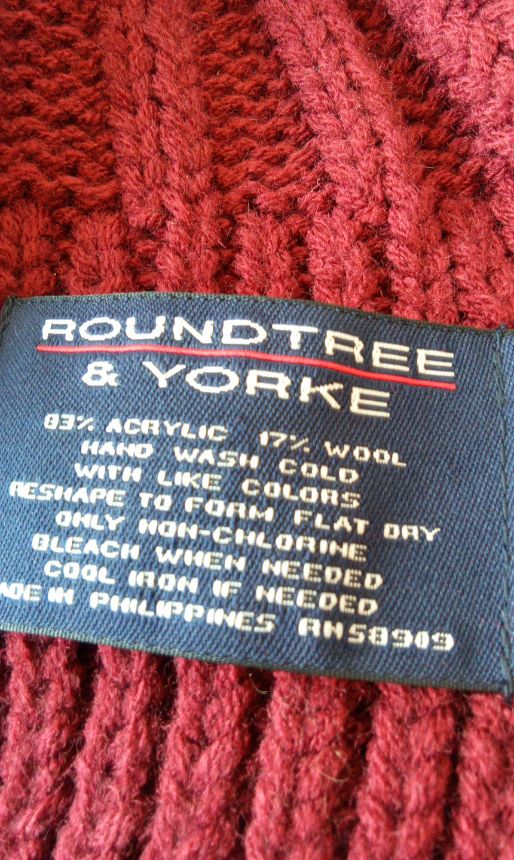 ROUNDTREE
& YORKE
83% ACRYLIC 17% WOOL
HAND WASH COLD
WITH LIKE COLORS
RESHAPE TO FORM FLAT DRY
ONLY NON-CHLORINE
BLEACH WHEN NEEDED
COOL IRON IF NEEDED
ADE IN PHILIPPINES RN58909